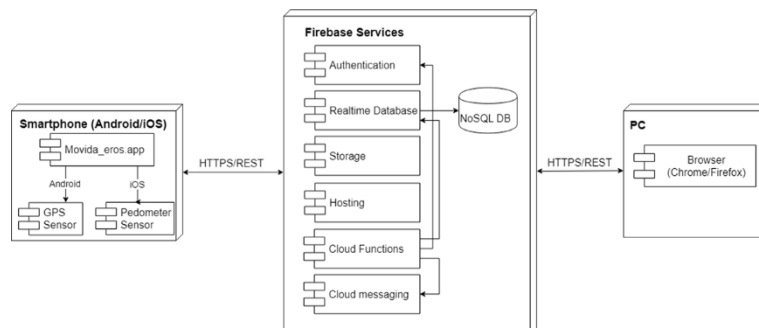 Smartphone (Android/iOS)
Movida_eros.app
Android
iOS
GPS
Sensor
Pedometer
Sensor
HTTPS/REST
Firebase Services
Authentication
Realtime Database
NoSQL DB
Storage
Hosting
Cloud Functions
Cloud messaging
HTTPS/REST
PC
Browser
(Chrome/Firefox)